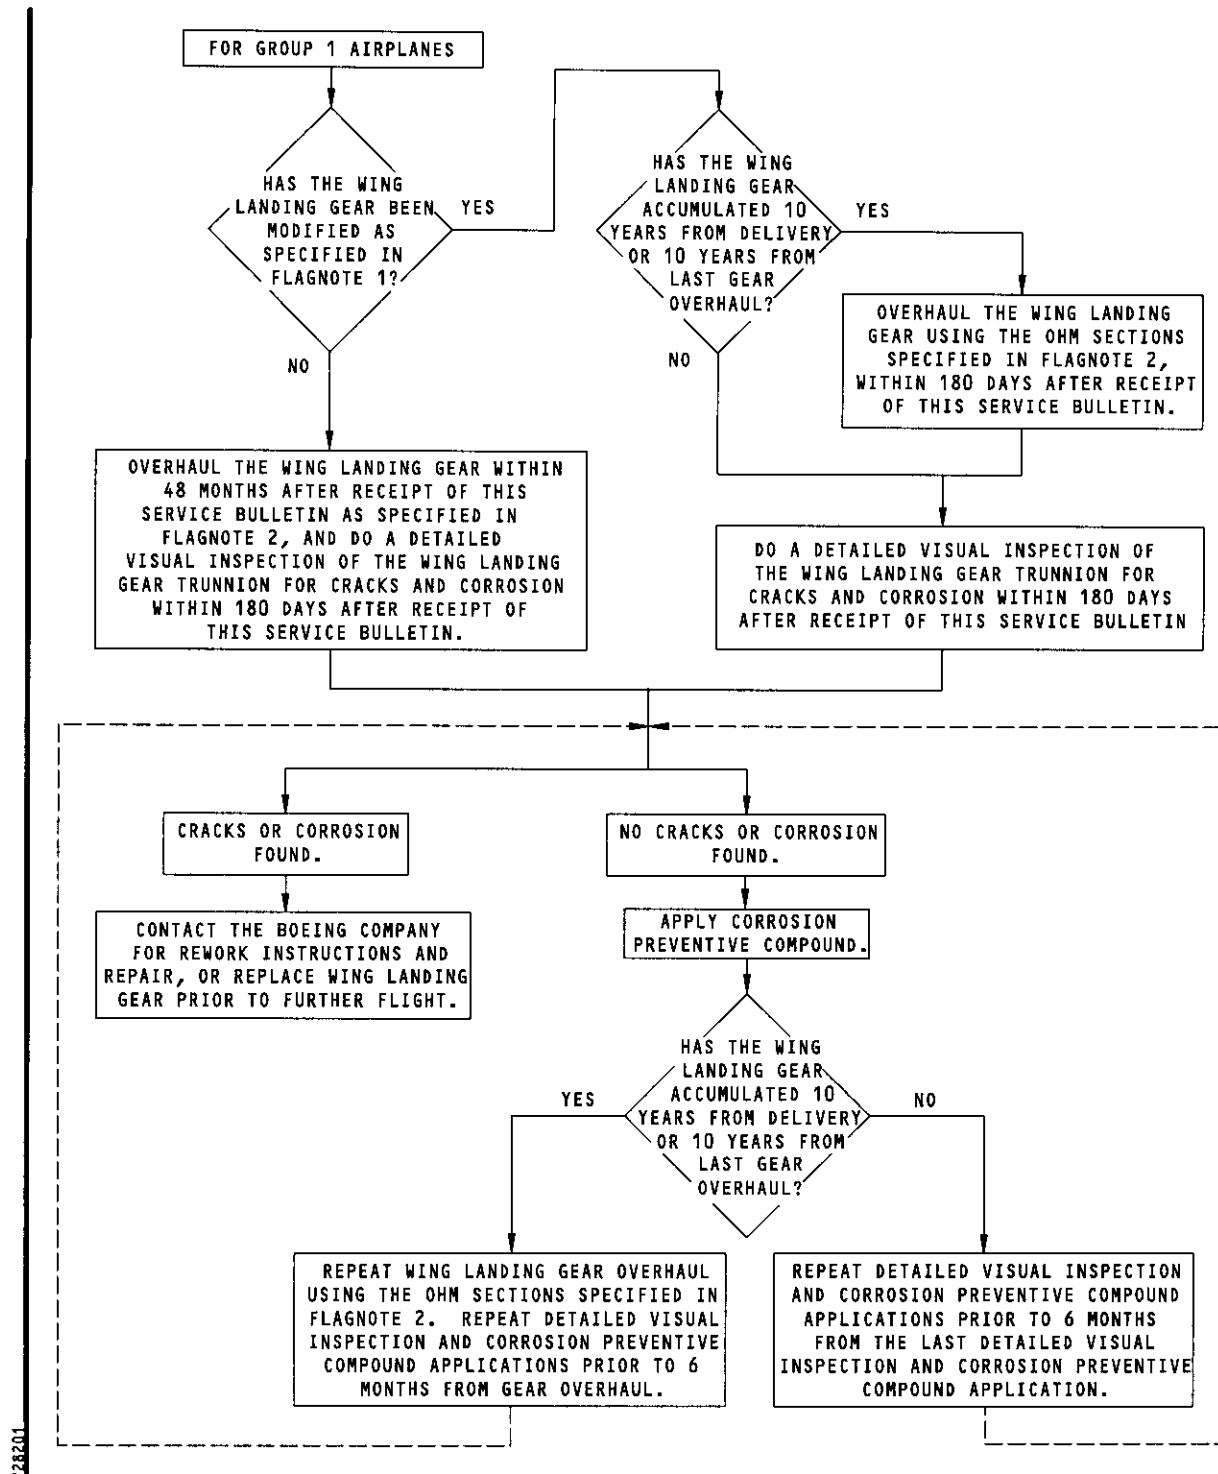 FOR GROUP 1 AIRPLANES
HAS THE WING
LANDING GEAR BEEN
MODIFIED AS
SPECIFIED IN
FLAGNOTE 1?
YES
NO
HAS THE WING
LANDING GEAR
ACCUMULATED 10
YEARS FROM DELIVERY
OR 10 YEARS FROM
LAST GEAR
OVERHAUL?
YES
NO
OVERHAUL THE WING LANDING
GEAR USING THE OHM SECTIONS
SPECIFIED IN FLAGNOTE 2,
WITHIN 180 DAYS AFTER RECEIPT
OF THIS SERVICE BULLETIN.
OVERHAUL THE WING LANDING GEAR WITHIN
48 MONTHS AFTER RECEIPT OF THIS
SERVICE BULLETIN AS SPECIFIED IN
FLAGNOTE 2, AND DO A DETAILED
VISUAL INSPECTION OF THE WING LANDING
GEAR TRUNNION FOR CRACKS AND CORROSION
WITHIN 180 DAYS AFTER RECEIPT OF
THIS SERVICE BULLETIN.
DO A DETAILED VISUAL INSPECTION OF
THE WING LANDING GEAR TRUNNION FOR
CRACKS AND CORROSION WITHIN 180 DAYS
AFTER RECEIPT OF THIS SERVICE BULLETIN
CRACKS OR CORROSION
FOUND.
NO CRACKS OR CORROSION
FOUND.
CONTACT THE BOEING COMPANY
FOR REWORK INSTRUCTIONS AND
REPAIR, OR REPLACE WING LANDING
GEAR PRIOR TO FURTHER FLIGHT.
APPLY CORROSION
PREVENTIVE COMPOUND.
HAS THE WING
LANDING GEAR
ACCUMULATED 10
YEARS FROM DELIVERY
OR 10 YEARS FROM
LAST GEAR
OVERHAUL?
YES
NO
REPEAT WING LANDING GEAR OVERHAUL
USING THE OHM SECTIONS SPECIFIED IN
FLAGNOTE 2. REPEAT DETAILED VISUAL
INSPECTION AND CORROSION PREVENTIVE
COMPOUND APPLICATIONS PRIOR TO 6
MONTHS FROM GEAR OVERHAUL.
REPEAT DETAILED VISUAL INSPECTION
AND CORROSION PREVENTIVE COMPOUND
APPLICATIONS PRIOR TO 6 MONTHS
FROM THE LAST DETAILED VISUAL
INSPECTION AND CORROSION PREVENTIVE
COMPOUND APPLICATION.